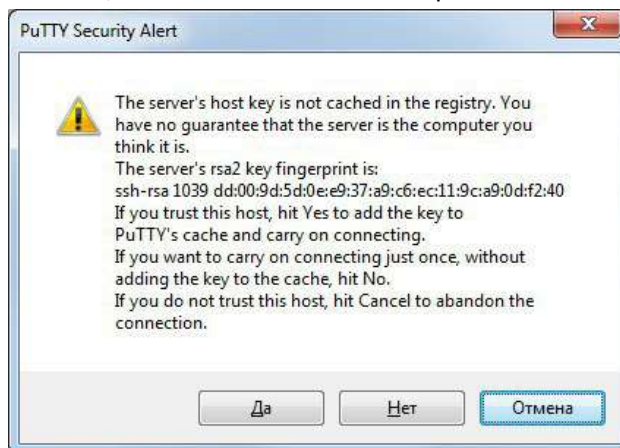 PuTTY Security Alert
The server's host key is not cached in the registry. You
have no guarantee that the server is the computer you
think it is.
The server's rsa2 key fingerprint is:
ssh-rsa 1039 dd:00:9d:5d:0e:e9:37:a9:c6:ec:11:9c:a9:0d:f2:40
If you trust this host, hit Yes to add the key to
PuTTY's cache and carry on connecting.
If you want to carry on connecting just once, without
adding the key to the cache, hit No.
If you do not trust this host, hit Cancel to abandon the
connection.
Да Нет Отмена